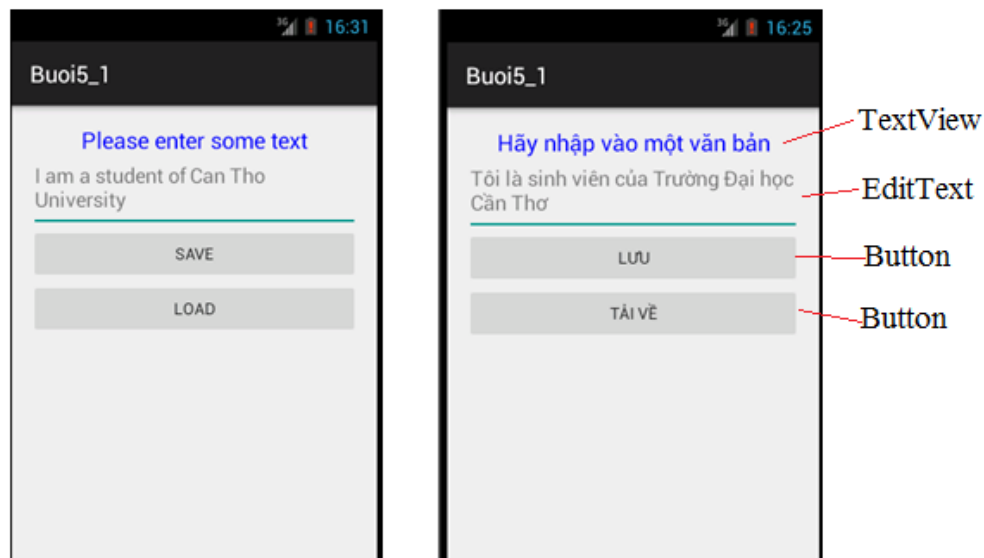 3G 16:31
Buoi5_1
Please enter some text
I am a student of Can Tho
University
SAVE
LOAD
3G 16:25
Buoi5_1
Hãy nhập vào một văn bản
Tôi là sinh viên của Trường Đại học
Cần Thơ
LƯU
TẢI VỀ
TextView
EditText
Button
Button